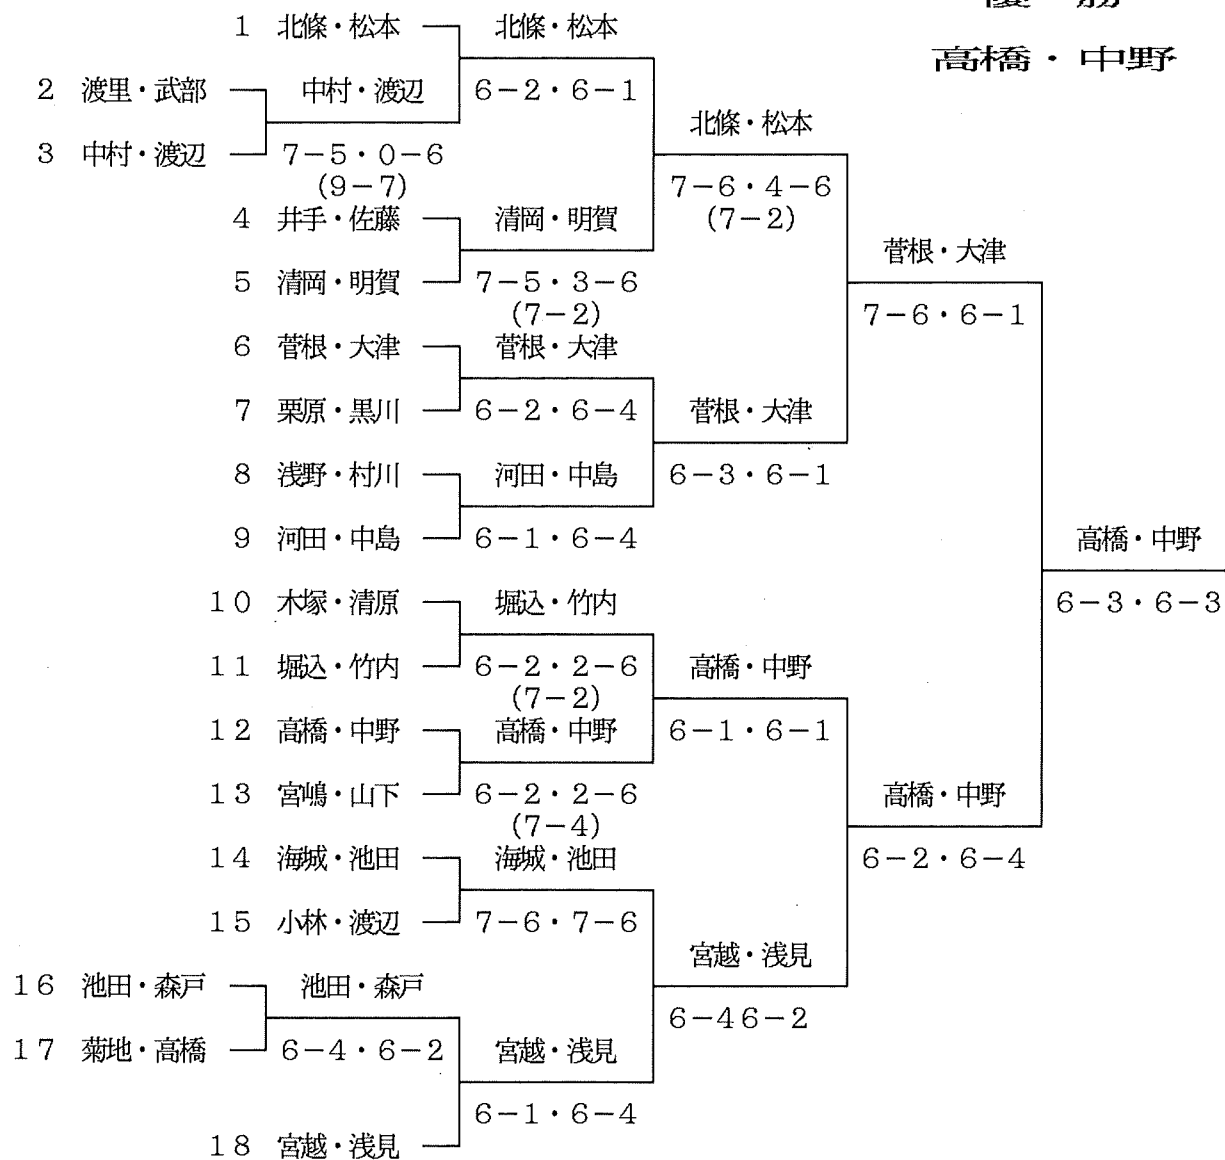 優 勝
高橋・中野
1 北條・松本 北條・松本
2 渡里・武部 中村・渡辺 6-2・6-1
北條・松本
3 中村・渡辺 7-5・0-6
(9-7)
7-6・4-6
(7-2)
4 井手・佐藤 清岡・明賀
菅根・大津
5 清岡・明賀 7-5・3-6
(7-2)
7-6・6-1
6 菅根・大津 菅根・大津
7 栗原・黒川 6-2・6-4 菅根・大津
8 浅野・村川 河田・中島 6-3・6-1
9 河田・中島 6-1・6-4 高橋・中野
10 木塚・清原 堀込・竹内 6-3・6-3
11 堀込・竹内 6-2・2-6 高橋・中野
(7-2)
12 高橋・中野 高橋・中野 6-1・6-1
13 宮嶋・山下 6-2・2-6 高橋・中野
(7-4)
14 海城・池田 海城・池田 6-2・6-4
15 小林・渡辺 7-6・7-6
宮越・浅見
16 池田・森戸 池田・森戸
6-46-2
17 菊地・高橋 6-4・6-2 宮越・浅見
6-1・6-4
18 宮越・浅見